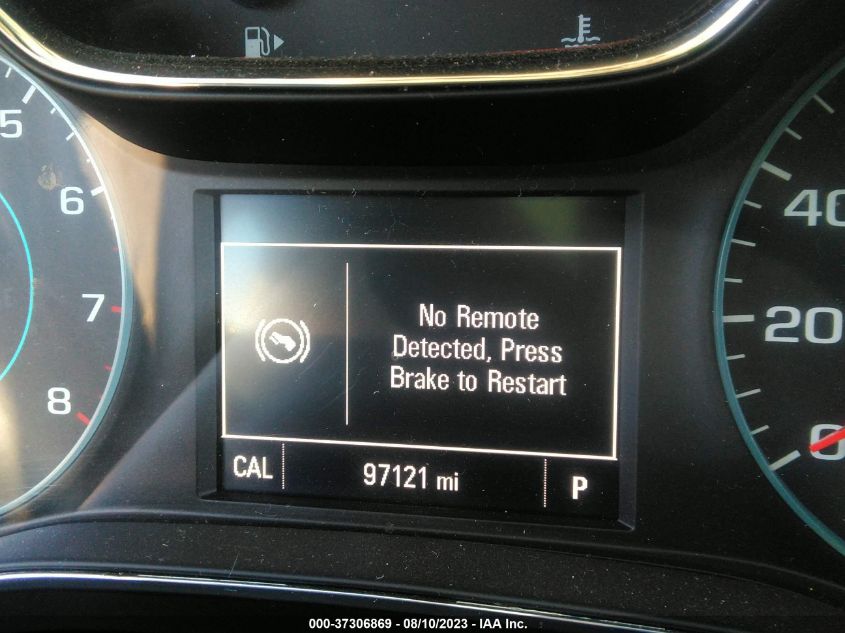 5
6
7
8
40
20
0
No Remote
Detected, Press
Brake to Restart
CAL 97121 mi P
000-37306869 - 08/10/2023 - IAA Inc.